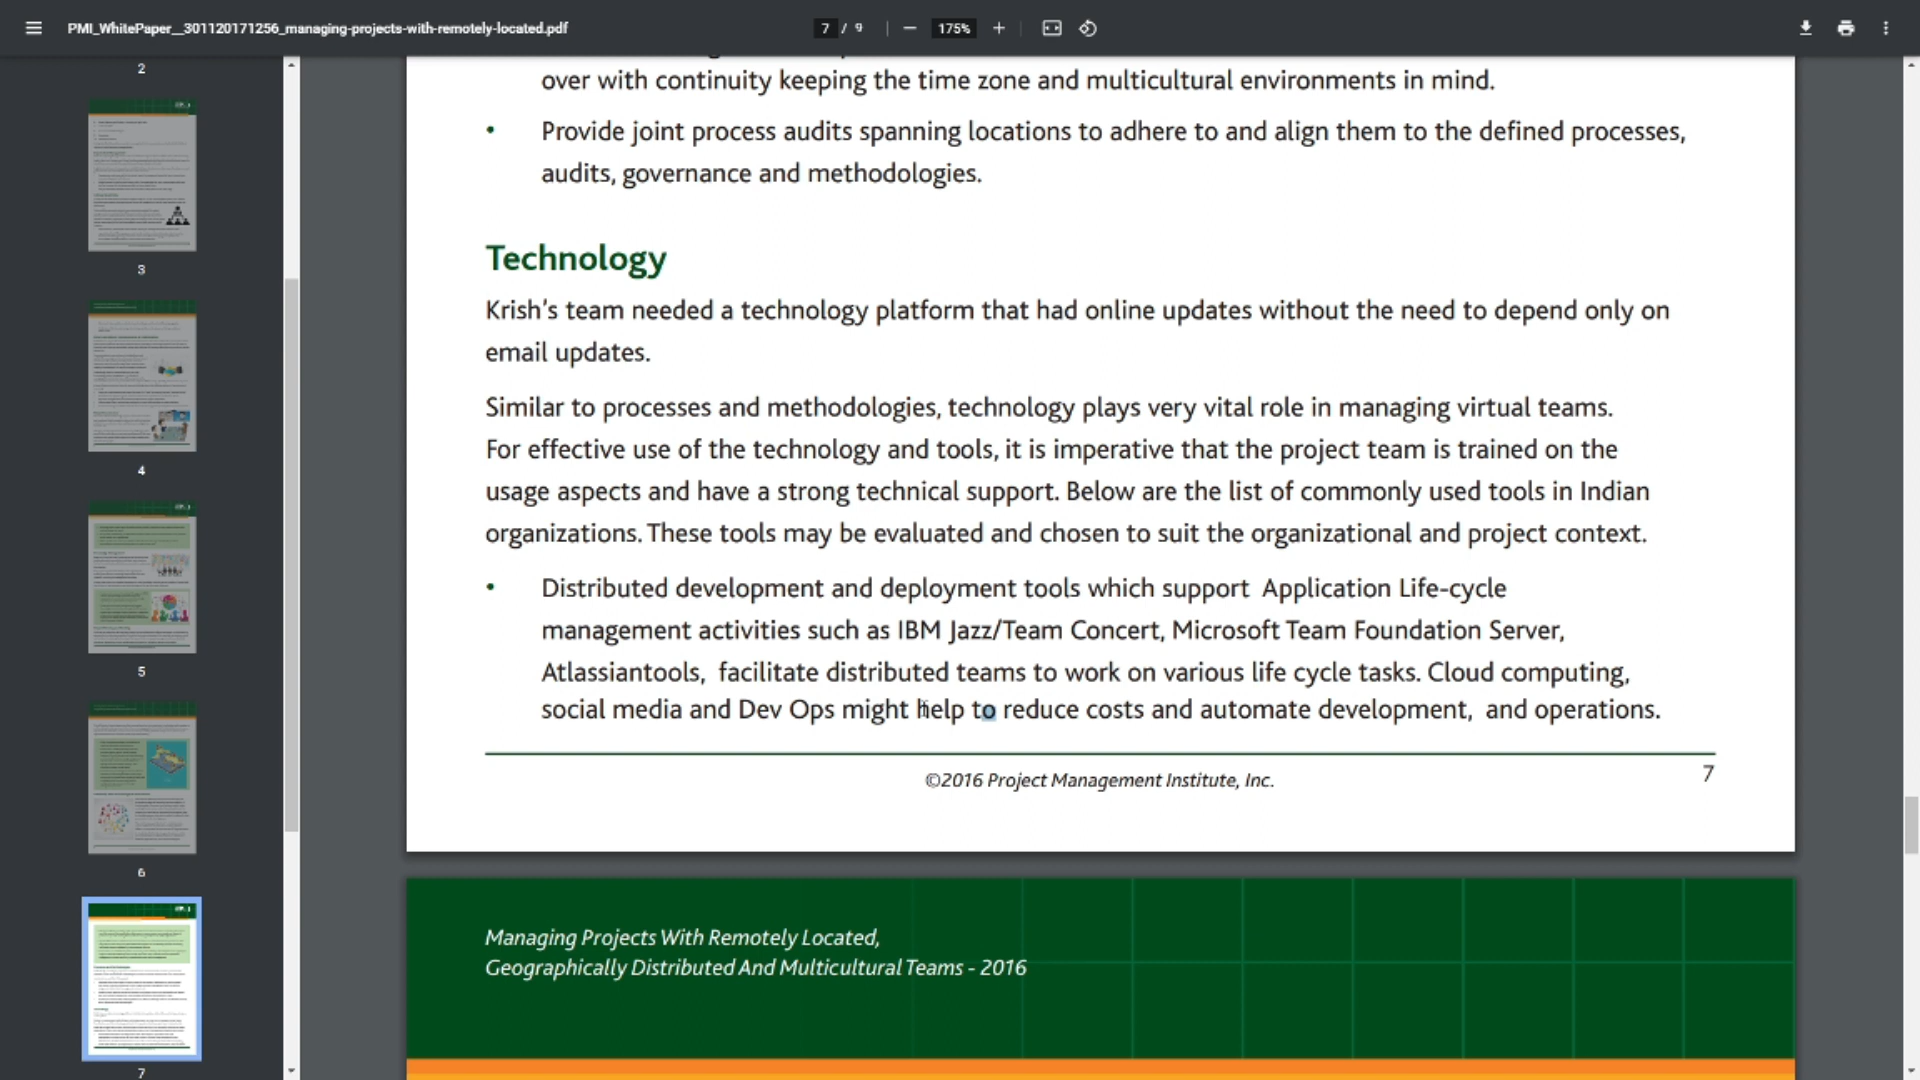 PMI_WhitePaper__301120171256_managing-projects-with-remotely-located.pdf
7 / 9
175%
2
3
4
5
6
7
over with continuity keeping the time zone and multicultural environments in mind.
• Provide joint process audits spanning locations to adhere to and align them to the defined processes,
audits, governance and methodologies.
Technology
Krish's team needed a technology platform that had online updates without the need to depend only on
email updates.
Similar to processes and methodologies, technology plays very vital role in managing virtual teams.
For effective use of the technology and tools, it is imperative that the project team is trained on the
usage aspects and have a strong technical support. Below are the list of commonly used tools in Indian
organizations. These tools may be evaluated and chosen to suit the organizational and project context.
• Distributed development and deployment tools which support Application Life-cycle
management activities such as IBM Jazz/Team Concert, Microsoft Team Foundation Server,
Atlassiantools, facilitate distributed teams to work on various life cycle tasks. Cloud computing,
social media and Dev Ops might help to reduce costs and automate development, and operations.
©2016 Project Management Institute, Inc.
7
Managing Projects With Remotely Located,
Geographically Distributed And Multicultural Teams - 2016